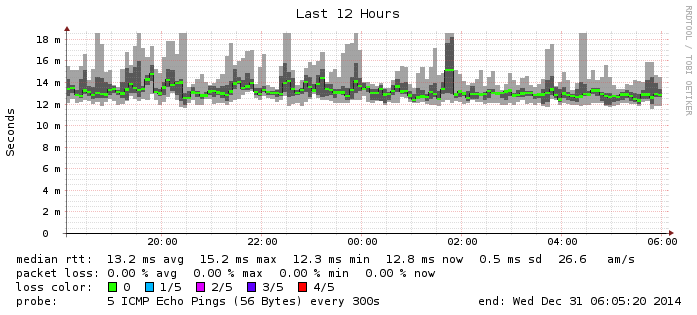 Last 12 Hours
RRDTOOL / TOBI OETIKER
Seconds
18 m
16 m
14 m
12 m
10 m
8 m
6 m
4 m
2 m
0
20:00 22:00 00:00 02:00 04:00 06:00
median rtt: 13.2 ms avg 15.2 ms max 12.3 ms min 12.8 ms now 0.5 ms sd 26.6 am/s
packet loss: 0.00 % avg 0.00 % max 0.00 % min 0.00 % now
loss color: 0 1/5 2/5 3/5 4/5
probe: 5 ICMP Echo Pings (56 Bytes) every 300s end: Wed Dec 31 06:05:20 2014